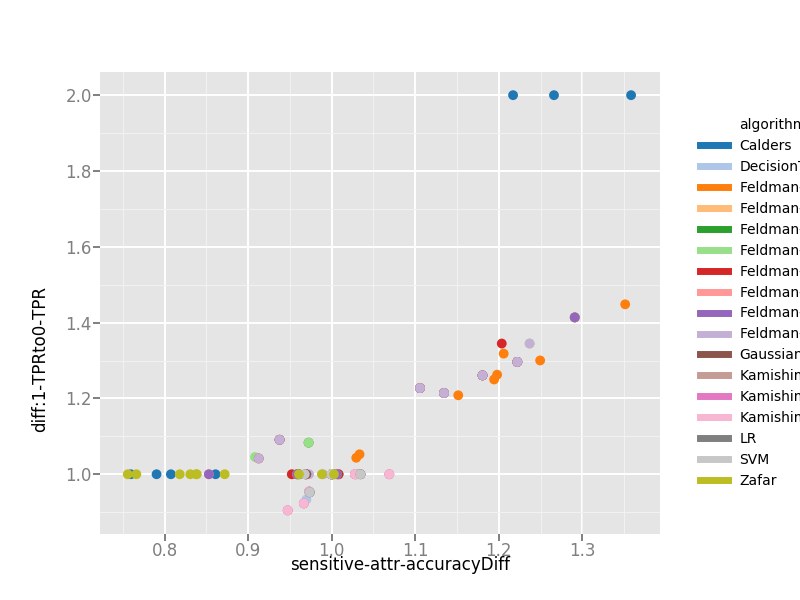 2.0
1.8
1.6
1.4
1.2
1.0
diff:1-TPRto0-TPR
0.8
0.9
1.0
1.1
1.2
1.3
sensitive-attr-accuracyDiff
algorithm
Calders
Decision
Feldman-
Feldman
Feldman-
Feldman-
Feldman-
Feldman-
Feldman-
Feldman-
Gaussian
Kamishin
Kamishin
Kamishin
LR
SVM
Zafar